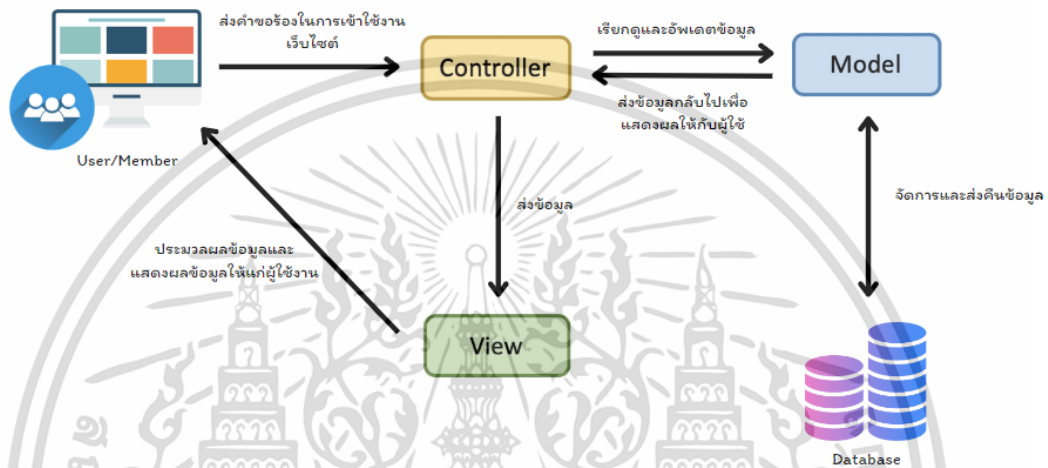 ส่งคำขอร้องในการเข้าใช้งาน
เว็บไซต์
เรียกดูและอัพเดตข้อมูล
Controller
Model
ส่งข้อมูลกลับไปเพื่อ
แสดงผลให้กับผู้ใช้
User/Member
จัดการและส่งคืนข้อมูล
ส่งข้อมูล
ประมวลผลข้อมูลและ
แสดงผลข้อมูลให้แก่ผู้ใช้งาน
View
Database